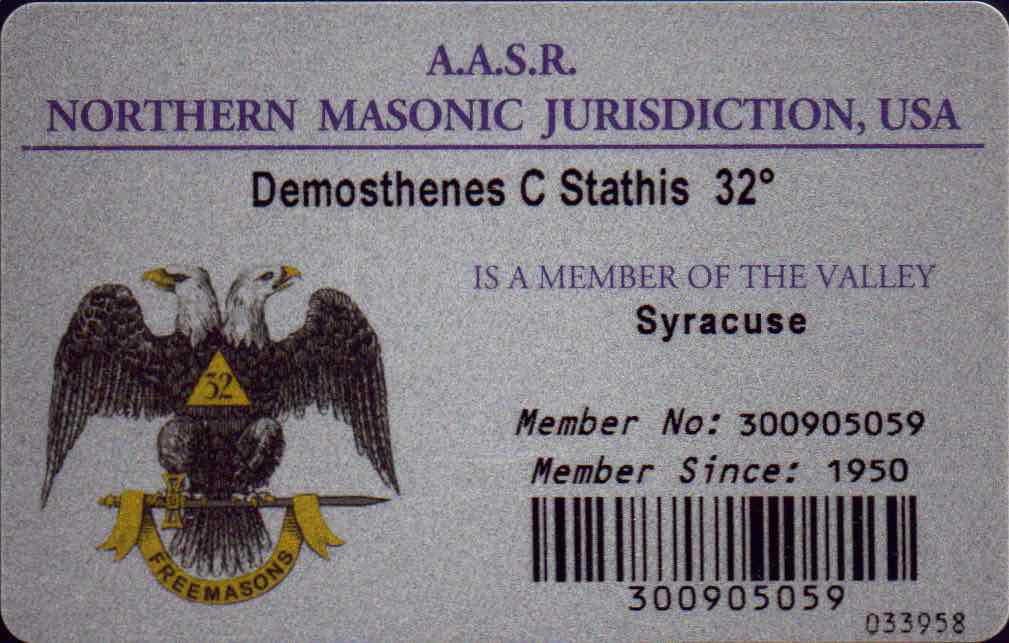 A.A.S.R.
NORTHERN MASONIC JURISDICTION, USA
Demosthenes C Stathis 32°
IS A MEMBER OF THE VALLEY
Syracuse
32
Member No: 300905059
Member Since: 1950
FREEMASONS
300905059
033958